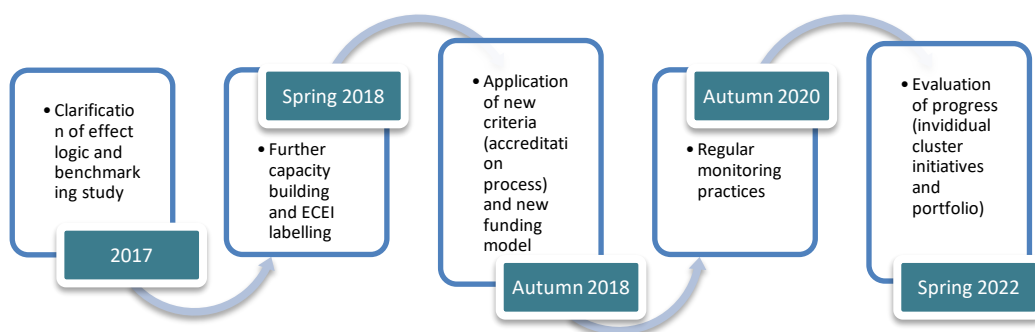 • Clarificatio
n of effect
logic and
benchmark
ing study
2017
Spring 2018
• Further
capacity
building
and ECEI
labelling
• Application
of new
criteria
(accreditati
on
process)
and new
funding
model
Autumn 2018
Autumn 2020
• Regular
monitoring
practices
• Evaluation
of progress
(invididual
cluster
initiatives
and
portfolio)
Spring 2022